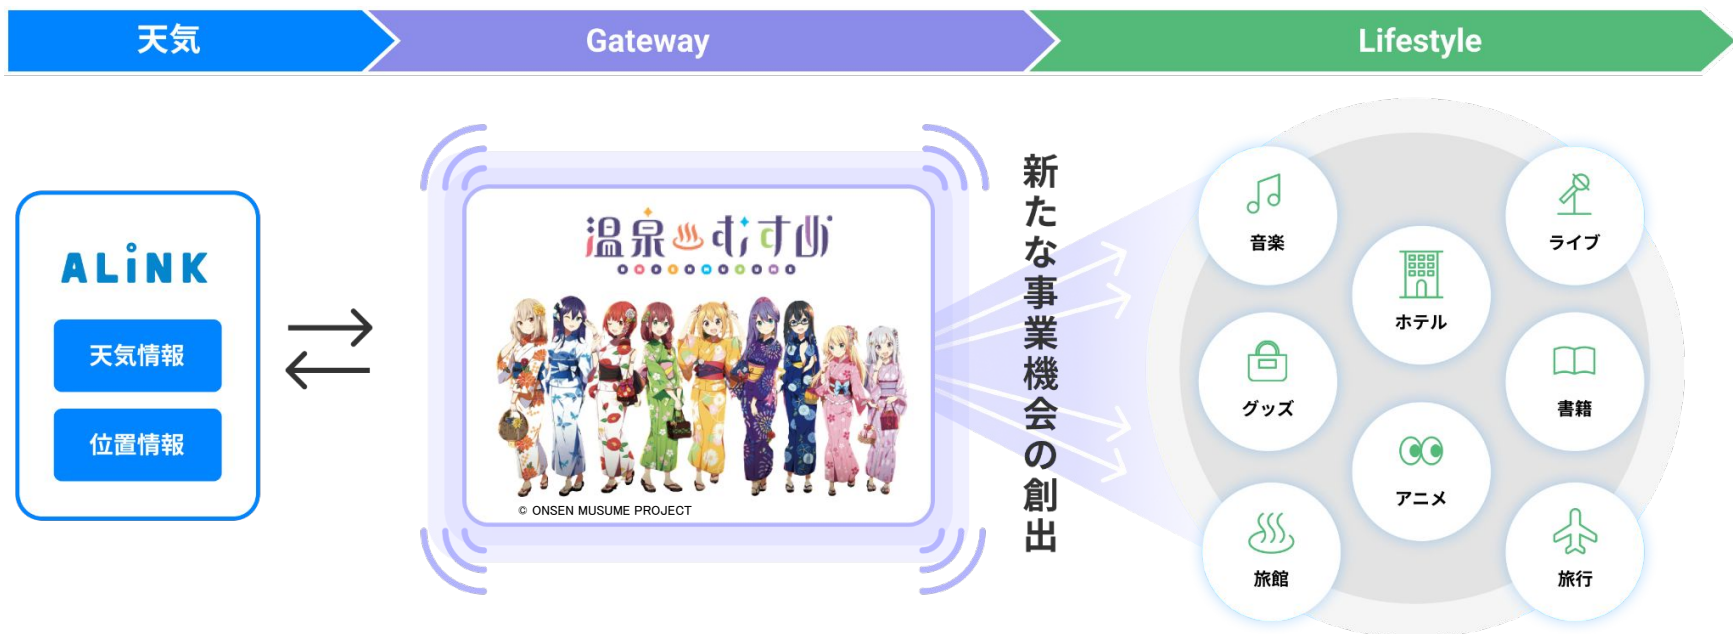 天気
Gateway
Lifestyle
ALiNK
天気情報
位置情報
温泉むすめ
ONSENMUSUME
© ONSEN MUSUME PROJECT
新たな事業機会の創出
音楽
ライブ
ホテル
グッズ
書籍
アニメ
旅館
旅行